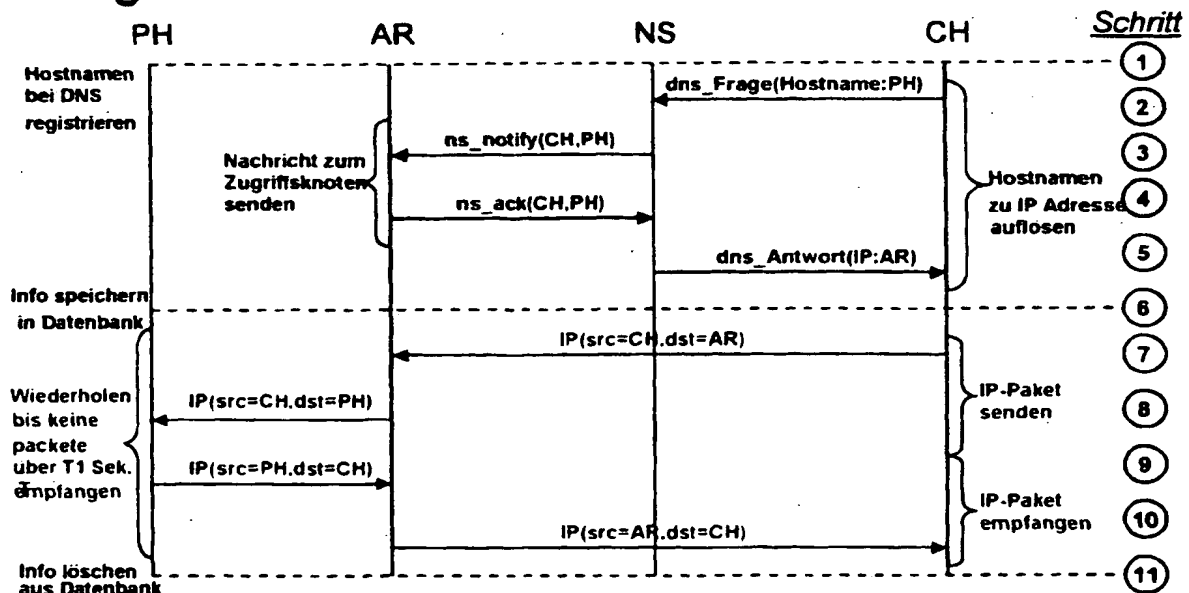 PH AR NS CH Schritt
Hostnamen
bei DNS
registrieren
1
dns_Frage(Hostname:PH)
2
ns_notify(CH,PH)
3
Nachricht zum
Zugriffsknoten
senden
ns_ack(CH,PH)
Hostnamen
zu IP Adresse
auflösen
4
dns_Antwort(IP:AR)
5
Info speichern
in Datenbank
6
IP(src=CH,dst=AR)
7
Wiederholen
bis keine
packete
über T1 Sek.
empfangen
IP(src=CH,dst=PH)
IP-Paket
senden
8
IP(src=PH,dst=CH)
9
IP-Paket
empfangen
10
IP(src=AR,dst=CH)
Info löschen
aus Datenbank
11